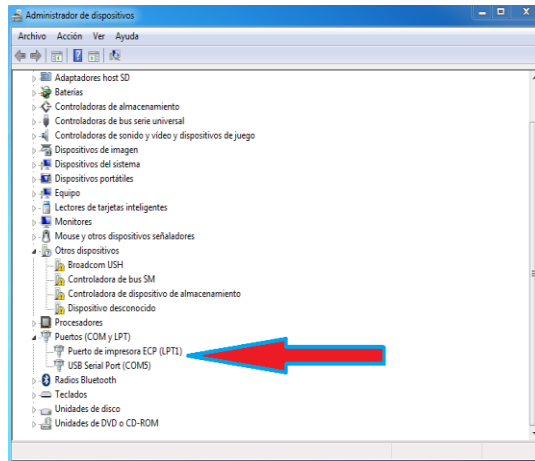 Administrador de dispositivos
Archivo Acción Ver Ayuda
Adaptadores host SD
Baterías
Controladoras de almacenamiento
Controladoras de bus serie universal
Controladoras de sonido y vídeo y dispositivos de juego
Dispositivos de imagen
Dispositivos del sistema
Dispositivos portátiles
Equipo
Lectores de tarjetas inteligentes
Monitores
Mouse y otros dispositivos señaladores
Otros dispositivos
Broadcom USH
Controladora de bus SM
Controladora de dispositivo de almacenamiento
Dispositivo desconocido
Procesadores
Puertos (COM y LPT)
Puerto de impresora ECP (LPT1)
USB Serial Port (COM5)
Radios Bluetooth
Teclados
Unidades de disco
Unidades de DVD o CD-ROM